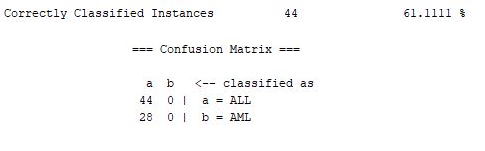 Correctly Classified Instances 44 61.1111 %
=== Confusion Matrix ===
a b <-- classified as
44 0 | a = ALL
28 0 | b = AML